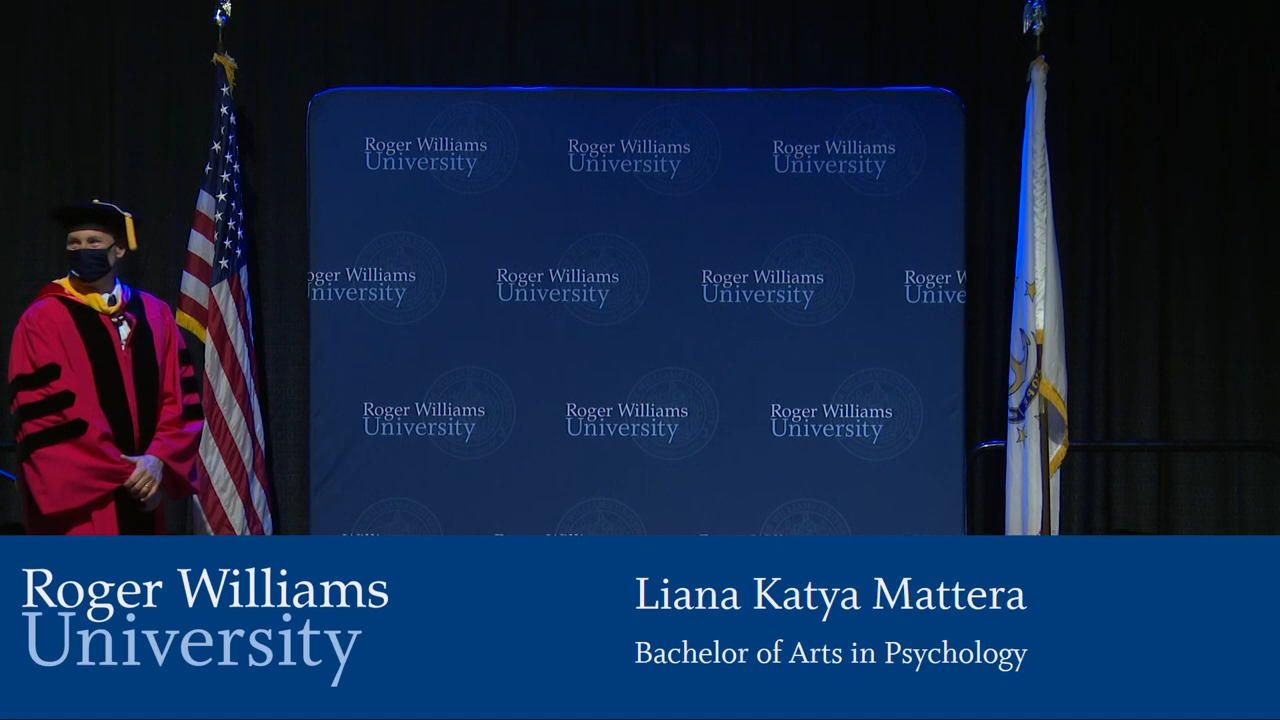 Roger Williams
University
Roger Williams
University
Roger Williams
University
oger Williams
University
Roger Williams
University
Roger Williams
University
Roger W
Unive
Roger Williams
University
Roger Williams
University
Roger Williams
University
Roger Williams
University
Liana Katya Mattera
Bachelor of Arts in Psychology